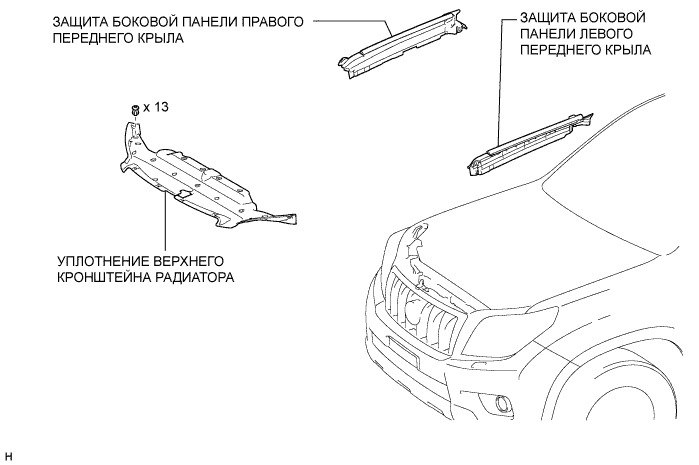 ЗАЩИТА БОКОВОЙ ПАНЕЛИ ПРАВОГО
ПЕРЕДНЕГО КРЫЛА
ЗАЩИТА БОКОВОЙ
ПАНЕЛИ ЛЕВОГО
ПЕРЕДНЕГО КРЫЛА
x 13
УПЛОТНЕНИЕ ВЕРХНЕГО
КРОНШТЕЙНА РАДИАТОРА
H